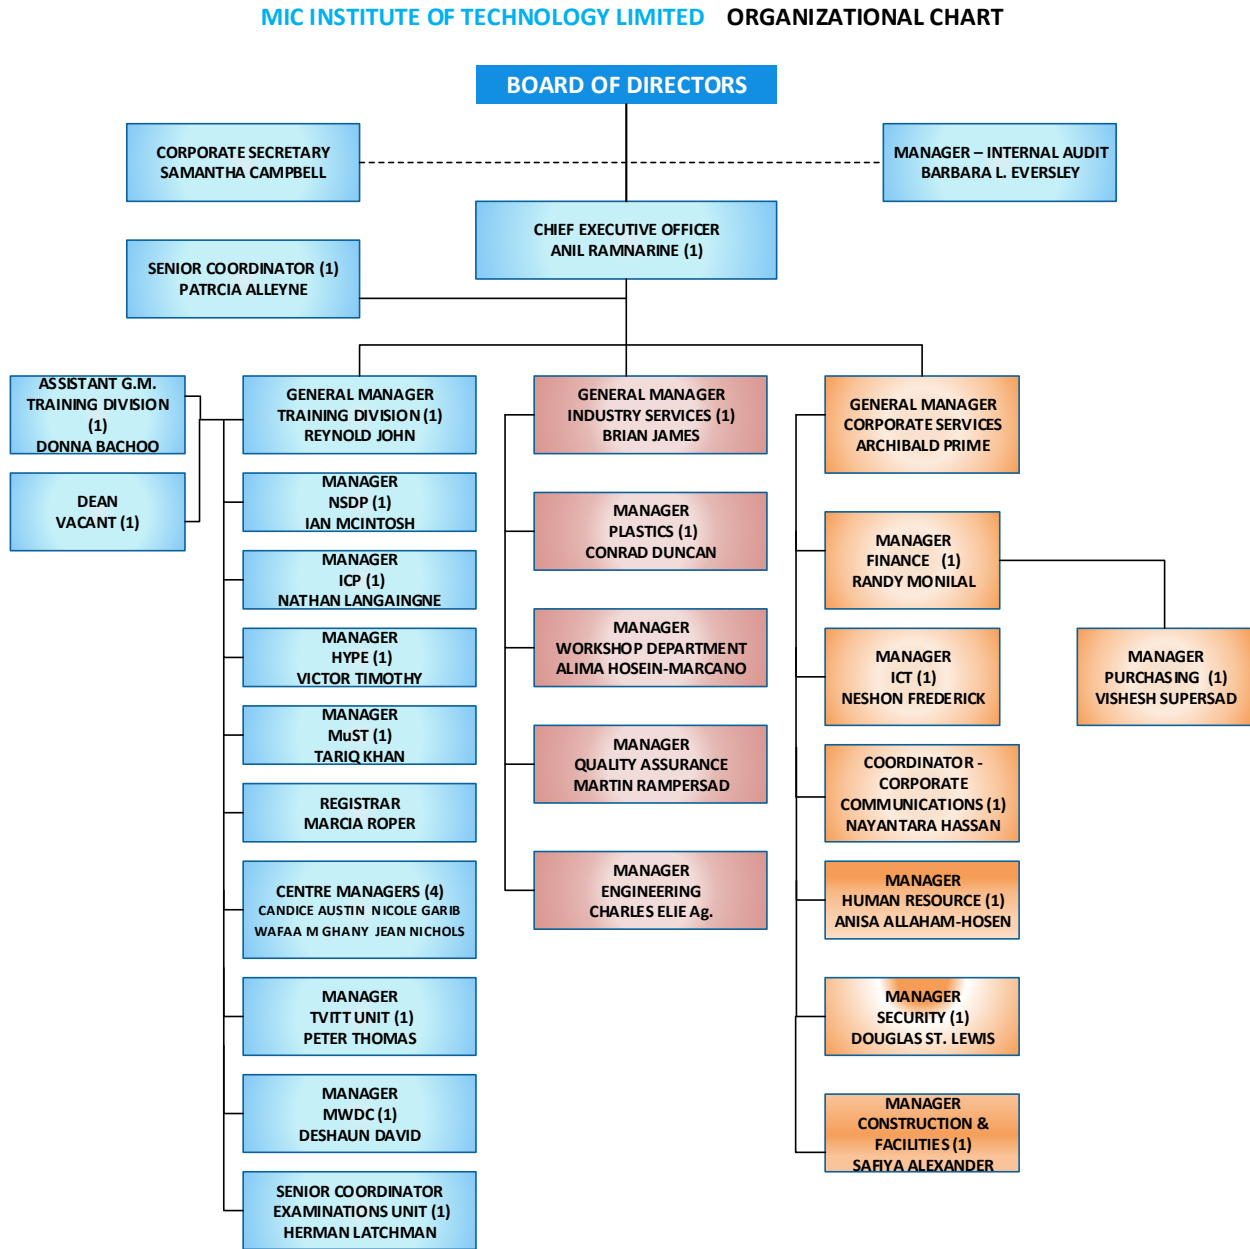 MIC INSTITUTE OF TECHNOLOGY LIMITED ORGANIZATIONAL CHART
BOARD OF DIRECTORS
CORPORATE SECRETARY
SAMANTHA CAMPBELL
MANAGER – INTERNAL AUDIT
BARBARA L. EVERSLEY
CHIEF EXECUTIVE OFFICER
ANIL RAMNARINE (1)
SENIOR COORDINATOR (1)
PATRCIA ALLEYNE
ASSISTANT G.M.
TRAINING DIVISION
(1)
DONNA BACHOO
DEAN
VACANT (1)
GENERAL MANAGER
TRAINING DIVISION (1)
REYNOLD JOHN
MANAGER
NSDP (1)
IAN MCINTOSH
MANAGER
ICP (1)
NATHAN LANGAINGNE
MANAGER
HYPE (1)
VICTOR TIMOTHY
MANAGER
MuST (1)
TARIQ KHAN
REGISTRAR
MARCIA ROPER
CENTRE MANAGERS (4)
CANDICE AUSTIN NICOLE GARIB
WAFAA M GHANY JEAN NICHOLS
MANAGER
TVITT UNIT (1)
PETER THOMAS
MANAGER
MWDC (1)
DESHAUN DAVID
SENIOR COORDINATOR
EXAMINATIONS UNIT (1)
HERMAN LATCHMAN
GENERAL MANAGER
INDUSTRY SERVICES (1)
BRIAN JAMES
MANAGER
PLASTICS (1)
CONRAD DUNCAN
MANAGER
WORKSHOP DEPARTMENT
ALIMA HOSEIN-MARCANO
MANAGER
QUALITY ASSURANCE
MARTIN RAMPERSAD
MANAGER
ENGINEERING
CHARLES ELIE Ag.
GENERAL MANAGER
CORPORATE SERVICES
ARCHIBALD PRIME
MANAGER
FINANCE (1)
RANDY MONILAL
MANAGER
ICT (1)
NESHON FREDERICK
MANAGER
PURCHASING (1)
VISHESH SUPERSAD
COORDINATOR -
CORPORATE
COMMUNICATIONS (1)
NAYANTARA HASSAN
MANAGER
HUMAN RESOURCE (1)
ANISA ALLAHAM-HOSEN
MANAGER
SECURITY (1)
DOUGLAS ST. LEWIS
MANAGER
CONSTRUCTION &
FACILITIES (1)
SAFIYA ALEXANDER